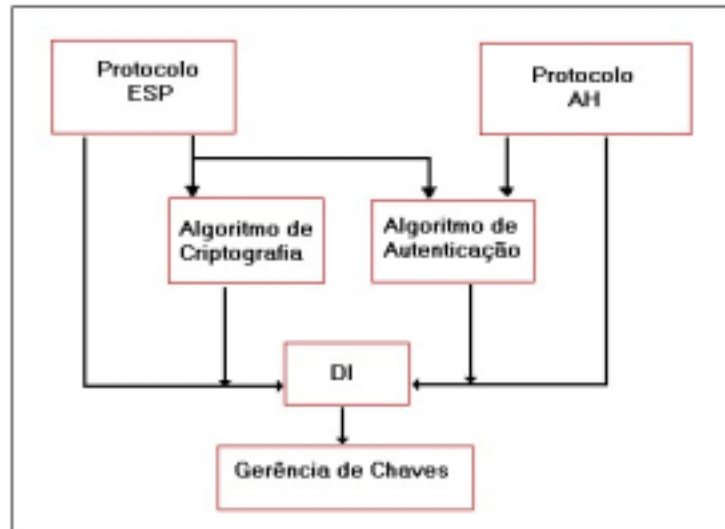 Protocolo
ESP
Protocolo
AH
Algoritmo de
Criptografia
Algoritmo de
Autenticação
DI
Gerência de Chaves